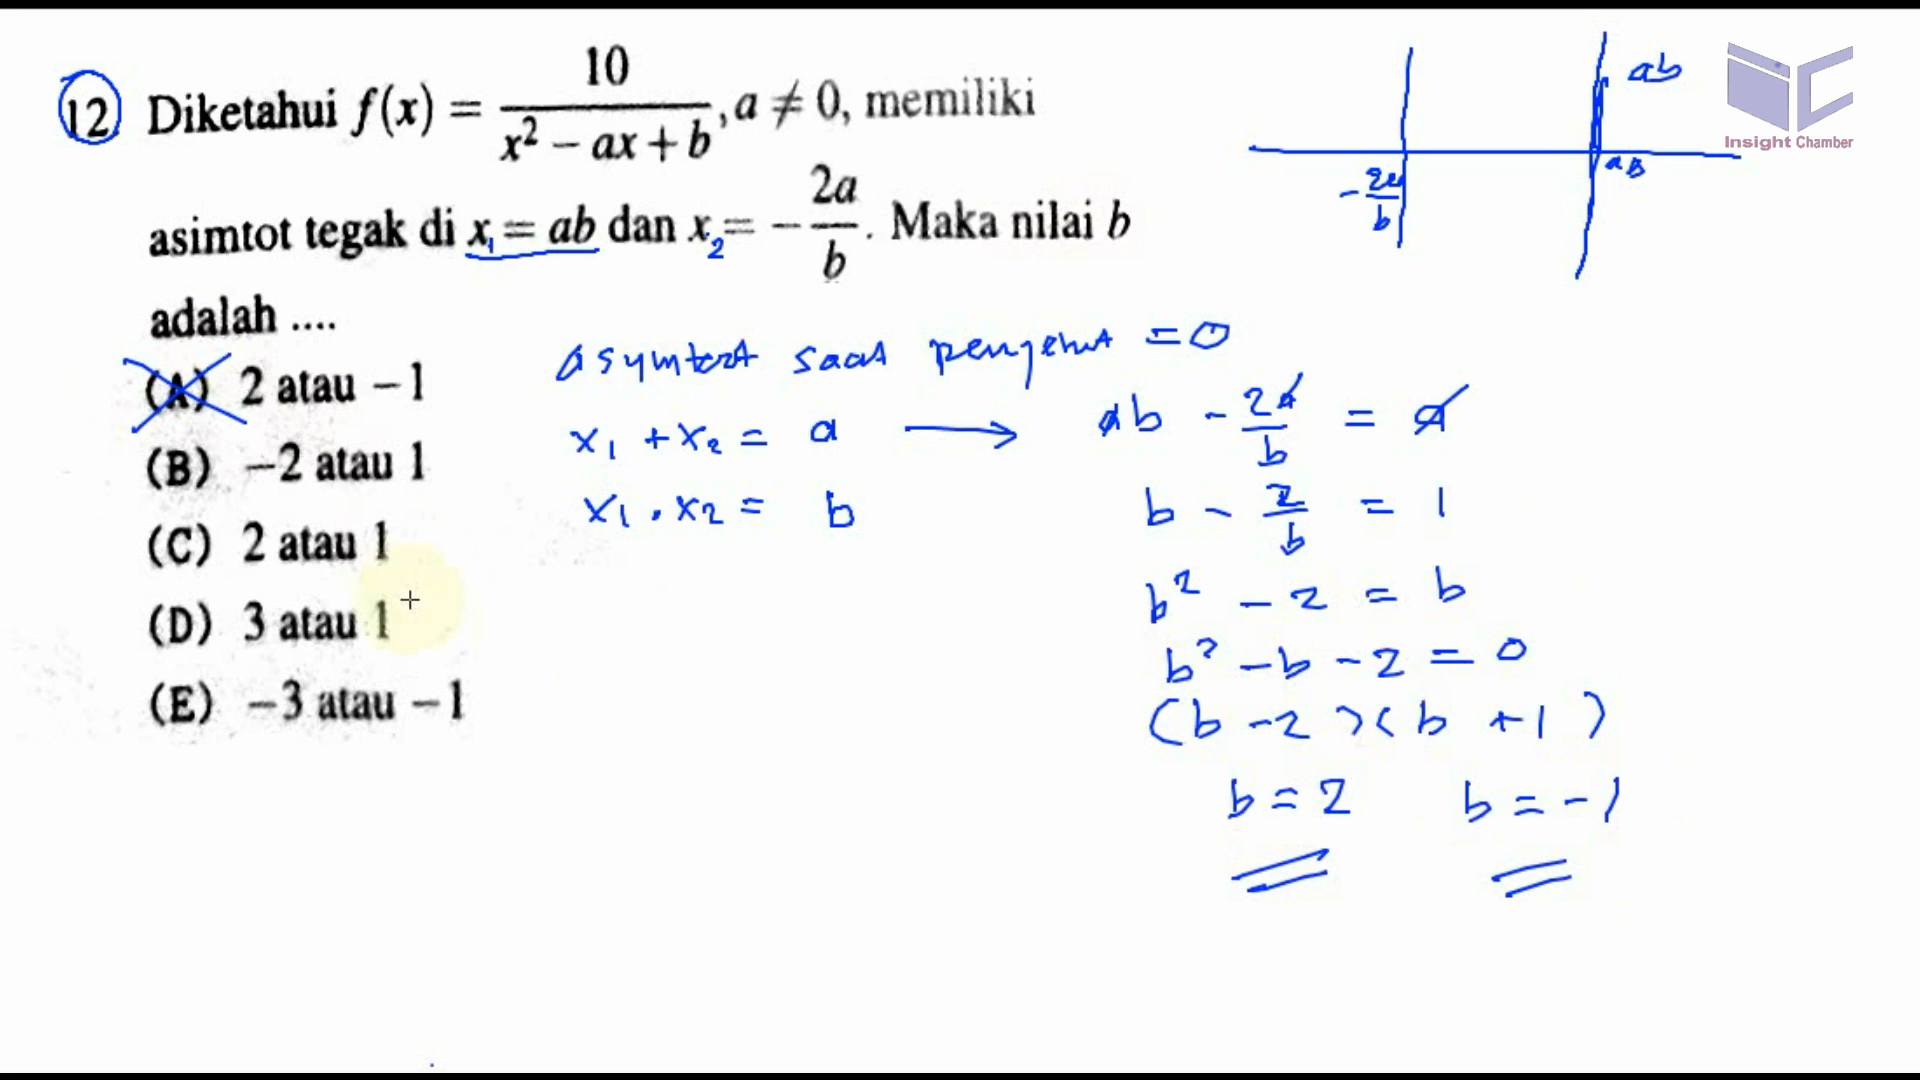 12 Diketahui f(x) = 10 / (x² − ax + b), a ≠ 0, memiliki
asimtot tegak di x₁ = ab dan x₂ = − 2a/b. Maka nilai b
adalah ....
(A) 2 atau −1
(B) −2 atau 1
(C) 2 atau 1
(D) 3 atau 1
(E) −3 atau −1
ab
ab
− 2a/b
Insight Chamber
asymtot saat penyebut = 0
x₁ + x₂ = a → ab − 2a/b = a
x₁ . x₂ = b
b − 2/b = 1
b² − 2 = b
b² − b − 2 = 0
(b − 2)(b + 1)
b = 2 b = −1